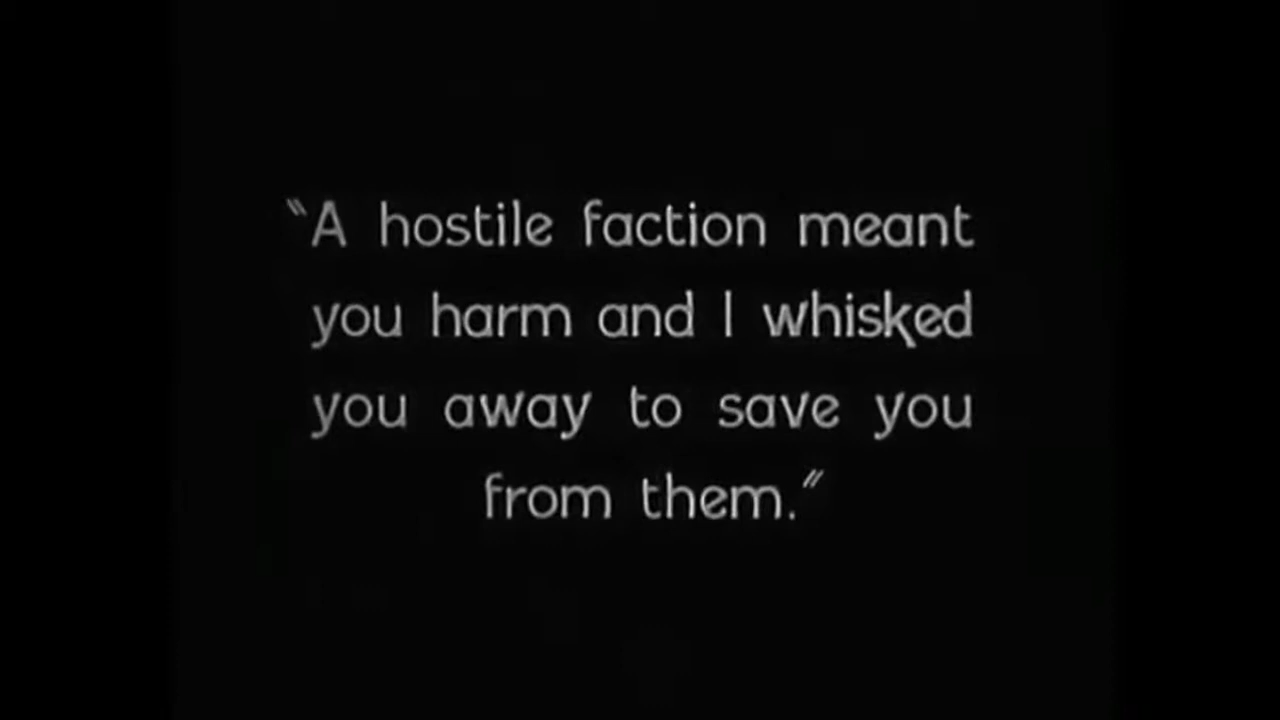 “A hostile faction meant
you harm and I whisked
you away to save you
from them.”